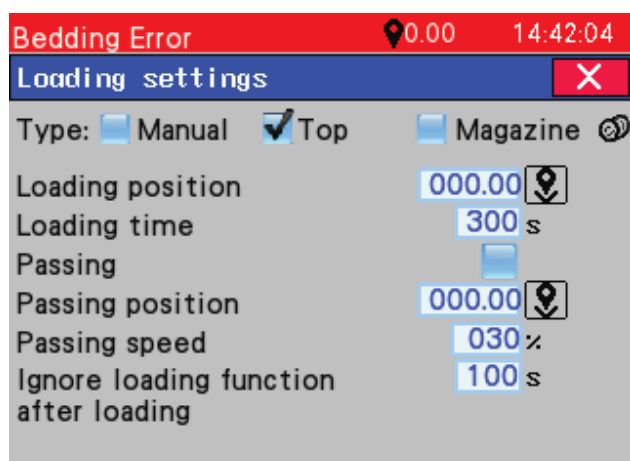 Bedding Error 0.00 14:42:04
Loading settings X
Type: Manual Top Magazine
Loading position 000.00
Loading time 300 s
Passing
Passing position 000.00
Passing speed 030 %
Ignore loading function 100 s
after loading